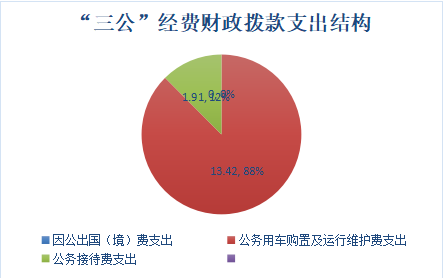 “三公”经费财政拨款支出结构
0, 0%
1.91, 12%
13.42, 88%
因公出国（境）费支出
公务用车购置及运行维护费支出
公务接待费支出